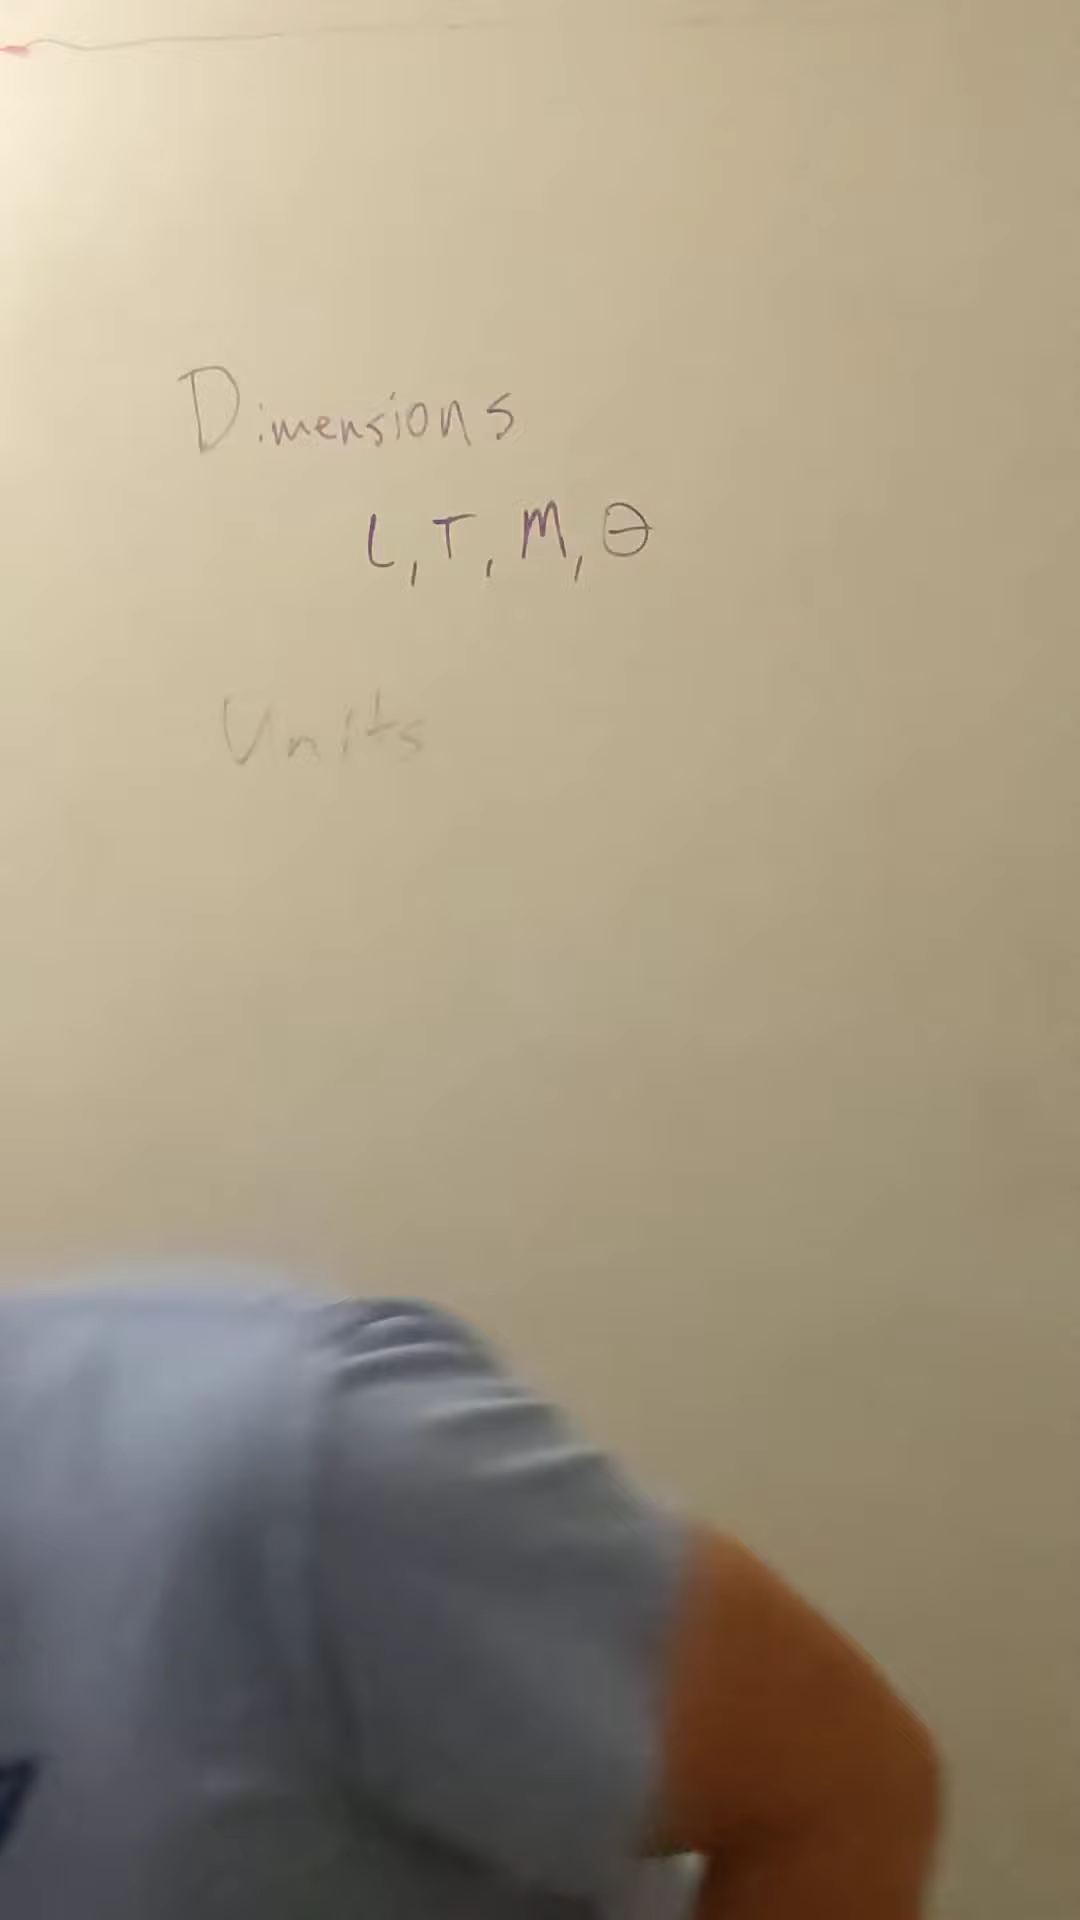 Dimensions
L, T, M, Θ
Units